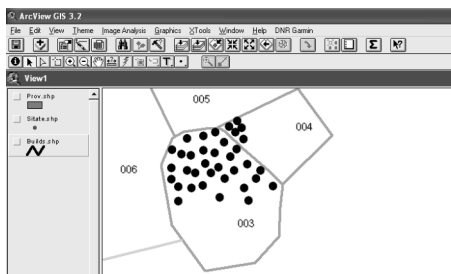 ArcView GIS 3.2
File Edit View Theme Image Analysis Graphics XTools Window Help DNR Garmin
View1
Prov.shp
Sitate.shp
Builds.shp
005
004
006
003